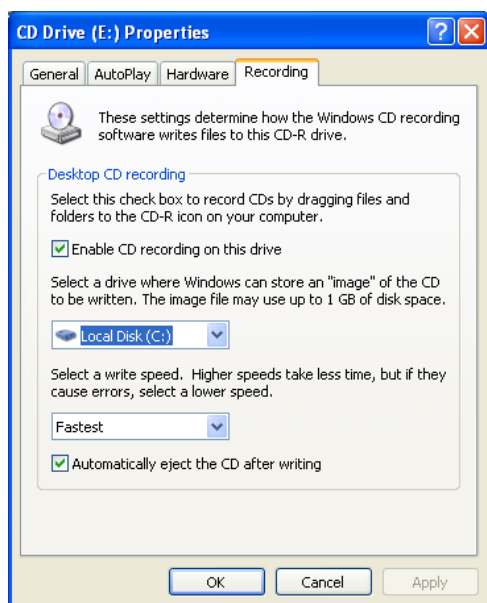 CD Drive (E:) Properties
General AutoPlay Hardware Recording
These settings determine how the Windows CD recording
software writes files to this CD-R drive.
Desktop CD recording
Select this check box to record CDs by dragging files and
folders to the CD-R icon on your computer.
Enable CD recording on this drive
Select a drive where Windows can store an "image" of the CD
to be written. The image file may use up to 1 GB of disk space.
Local Disk (C:)
Select a write speed. Higher speeds take less time, but if they
cause errors, select a lower speed.
Fastest
Automatically eject the CD after writing
OK Cancel Apply